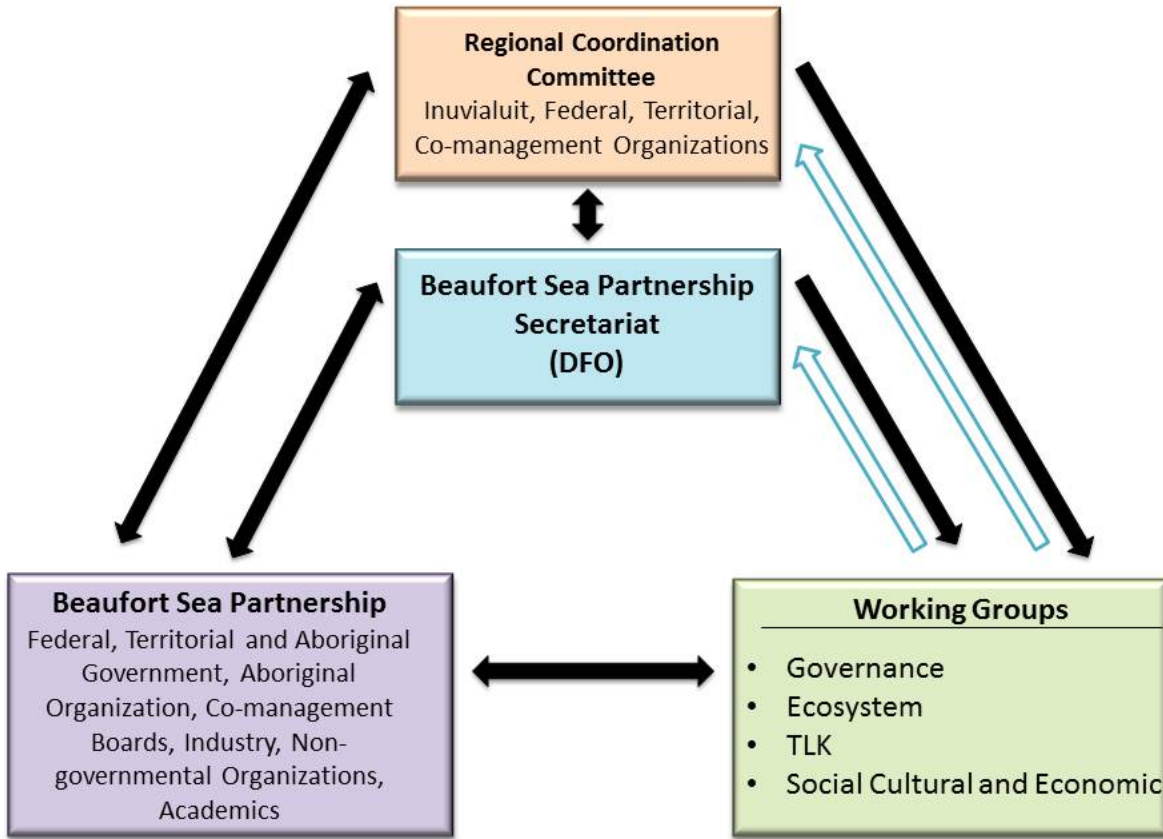 Regional Coordination
Committee
Inuvialuit, Federal, Territorial,
Co-management Organizations
Beaufort Sea Partnership
Secretariat
(DFO)
Beaufort Sea Partnership
Federal, Territorial and Aboriginal
Government, Aboriginal
Organization, Co-management
Boards, Industry, Non-
governmental Organizations,
Academics
Working Groups
• Governance
• Ecosystem
• TLK
• Social Cultural and Economic